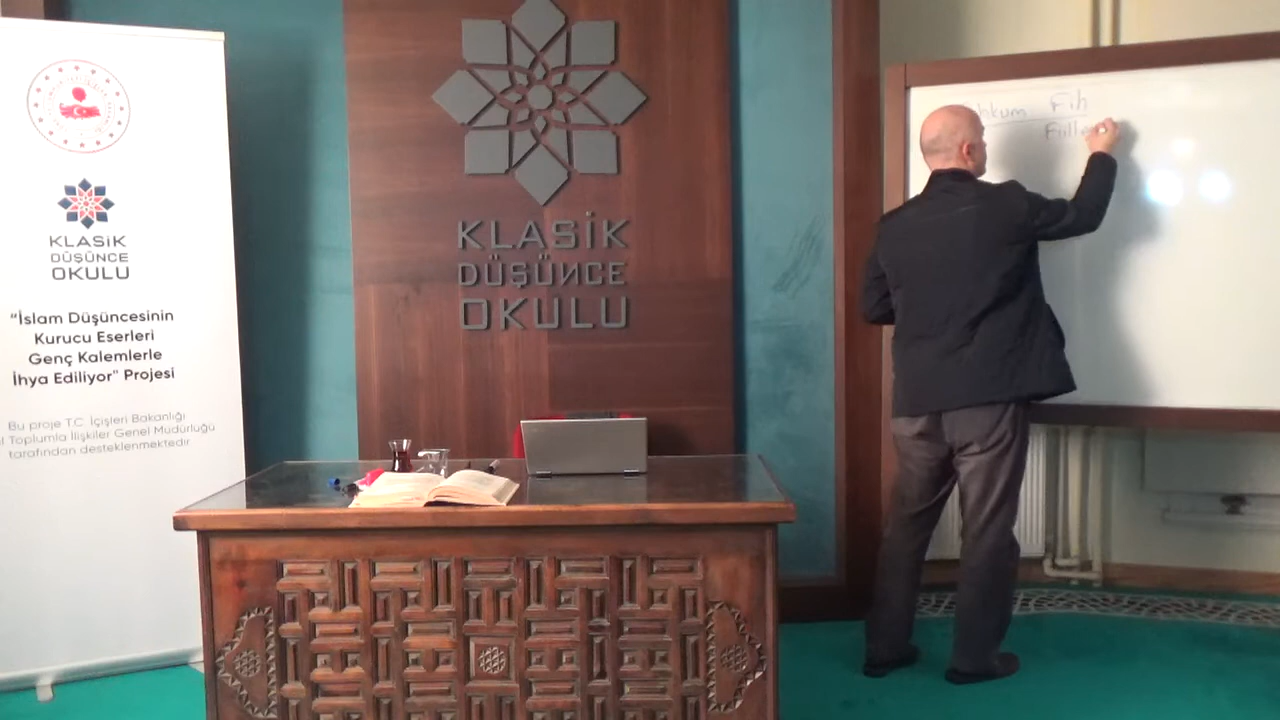 KLASİK
DÜŞÜNCE
OKULU
“İslam Düşüncesinin
Kurucu Eserleri
Genç Kalemlerle
İhya Ediliyor" Projesi
Bu proje T.C. İçişleri Bakanlığı
Toplumla İlişkiler Genel Müdürlüğü
tarafından desteklenmektedir
KLASİK
DÜŞÜNCE
OKULU
hkum Fih
Fiille